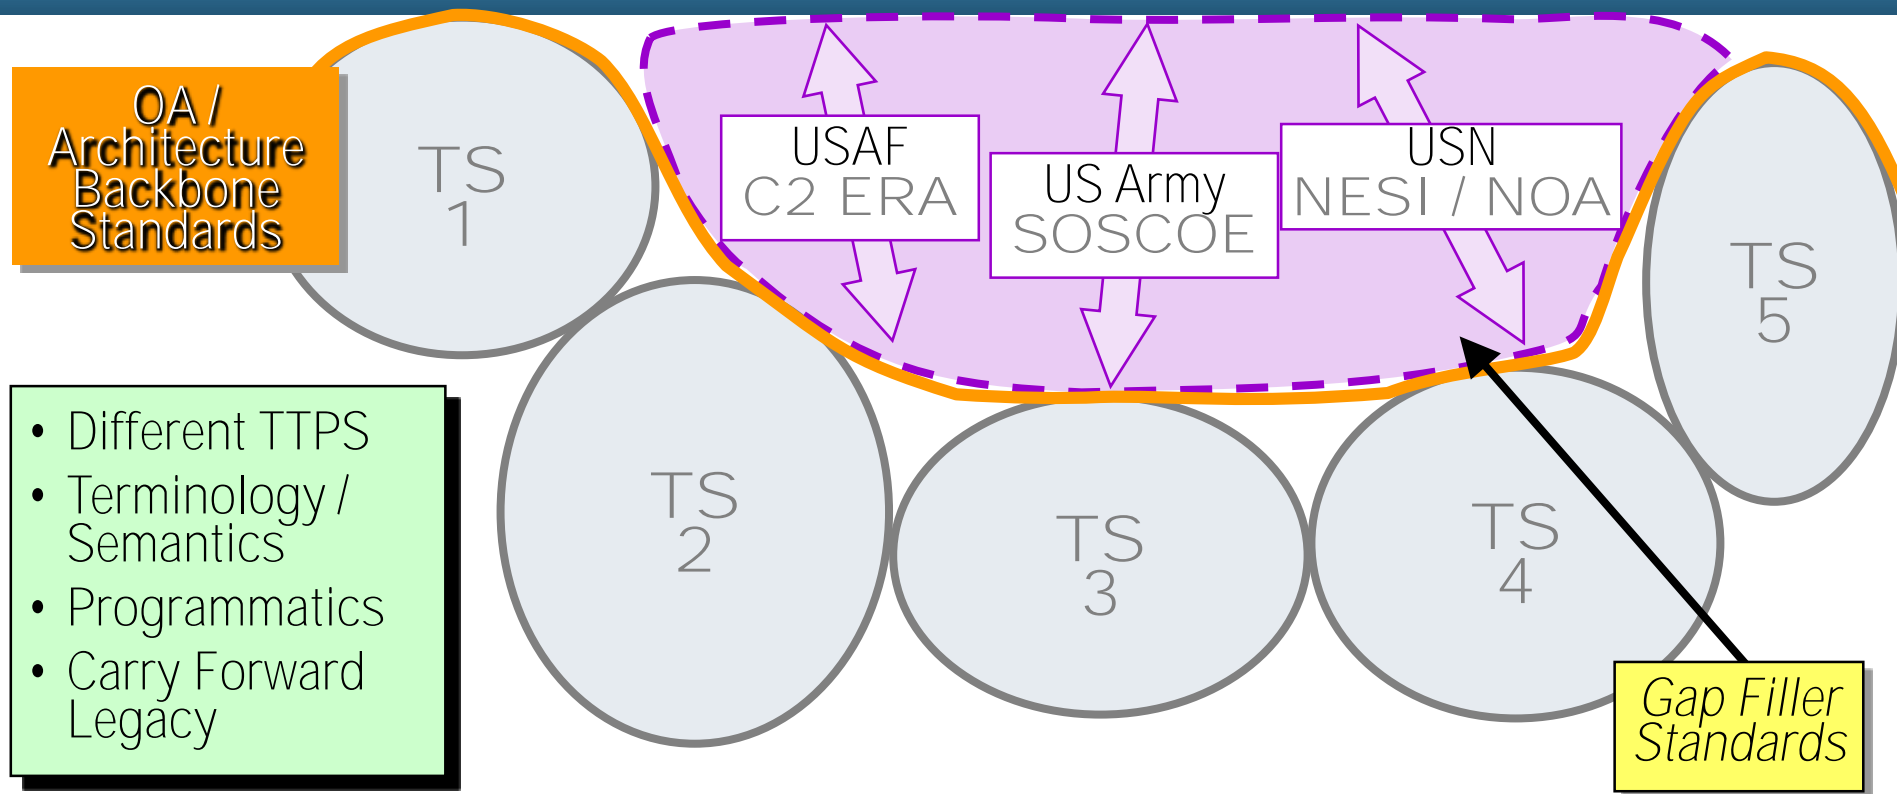 OA /
Architecture
Backbone
Standards
TS
1
USAF
C2 ERA
US Army
SOSCOE
USN
NESI / NOA
TS
5
• Different TTPS
• Terminology /
Semantics
• Programmatics
• Carry Forward
Legacy
TS
2
TS
3
TS
4
Gap Filler
Standards